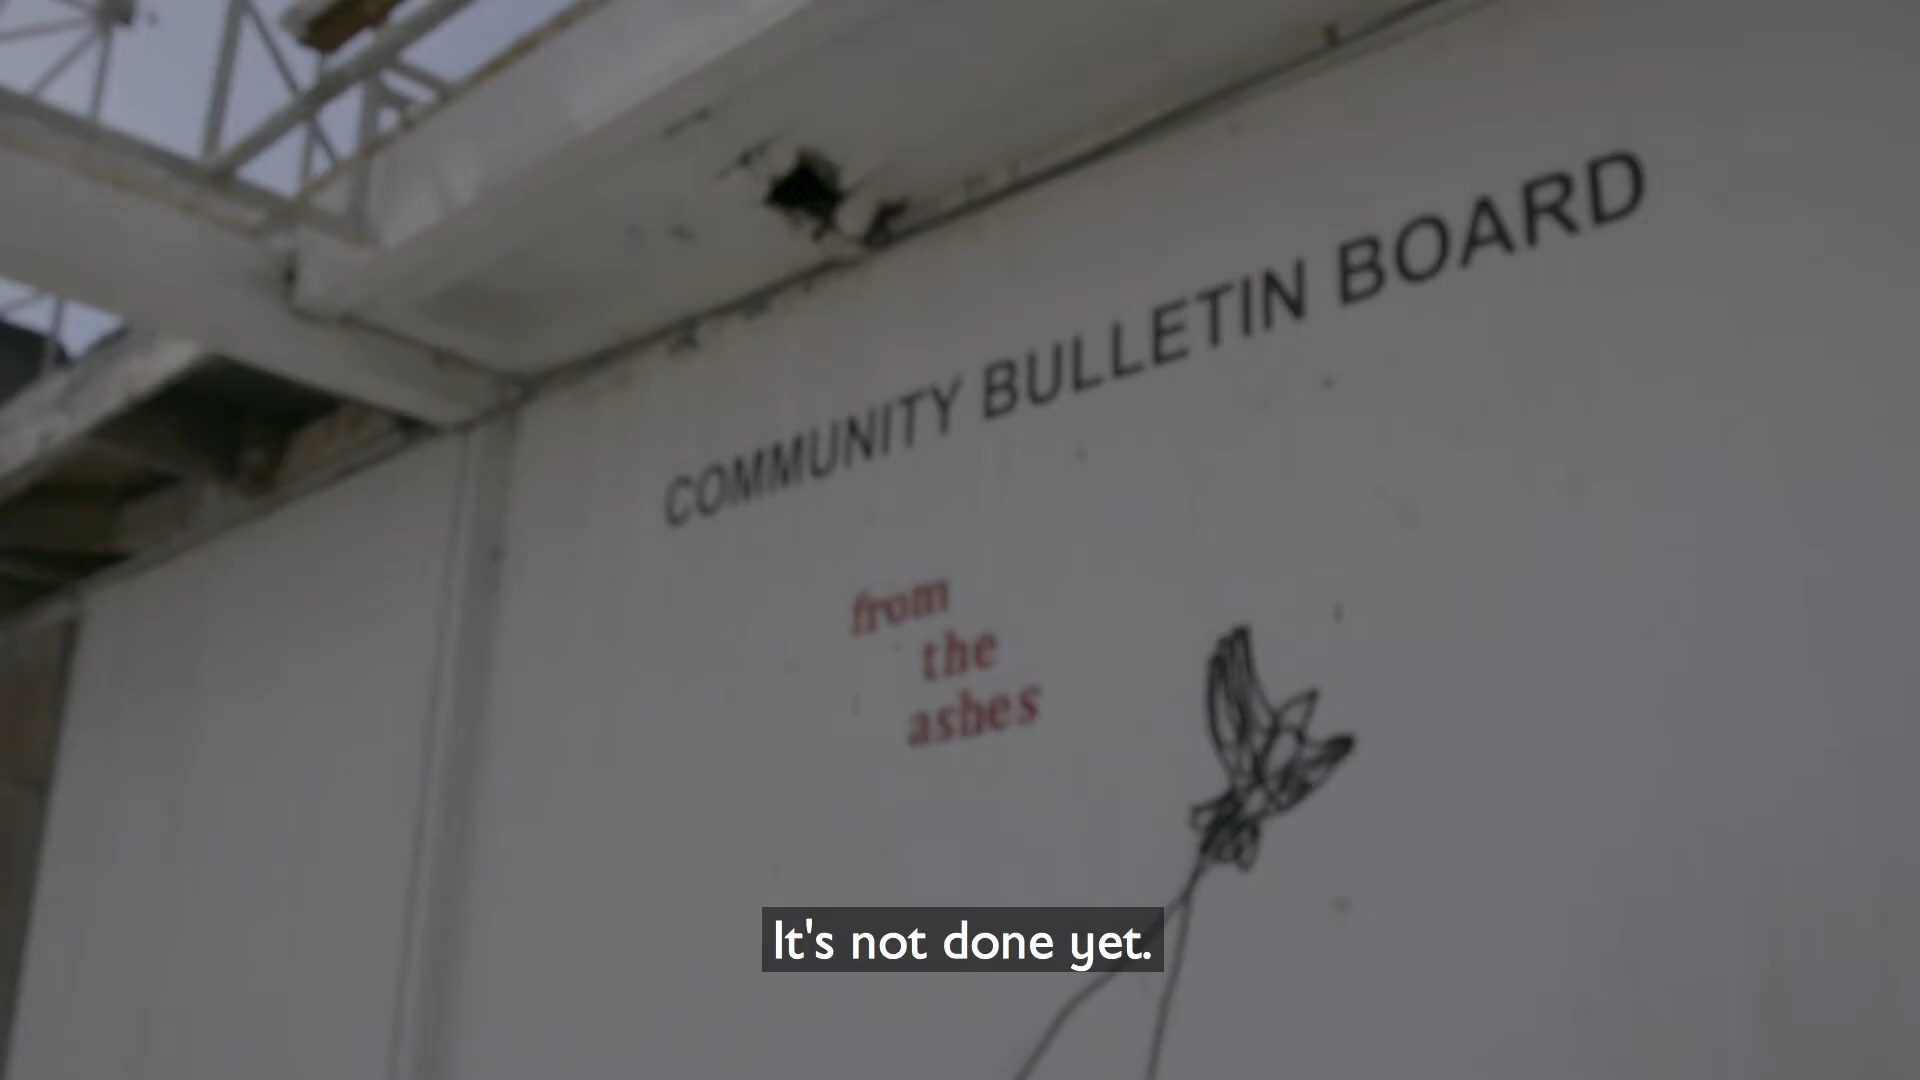 COMMUNITY BULLETIN BOARD
from
the
ashes
It's not done yet.